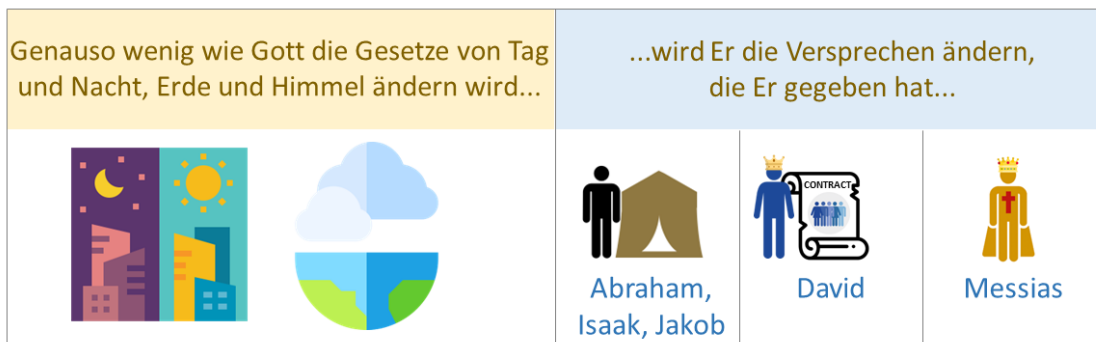 Genauso wenig wie Gott die Gesetze von Tag
und Nacht, Erde und Himmel ändern wird...
...wird Er die Versprechen ändern,
die Er gegeben hat...
CONTRACT
Abraham,
Isaak, Jakob
David
Messias